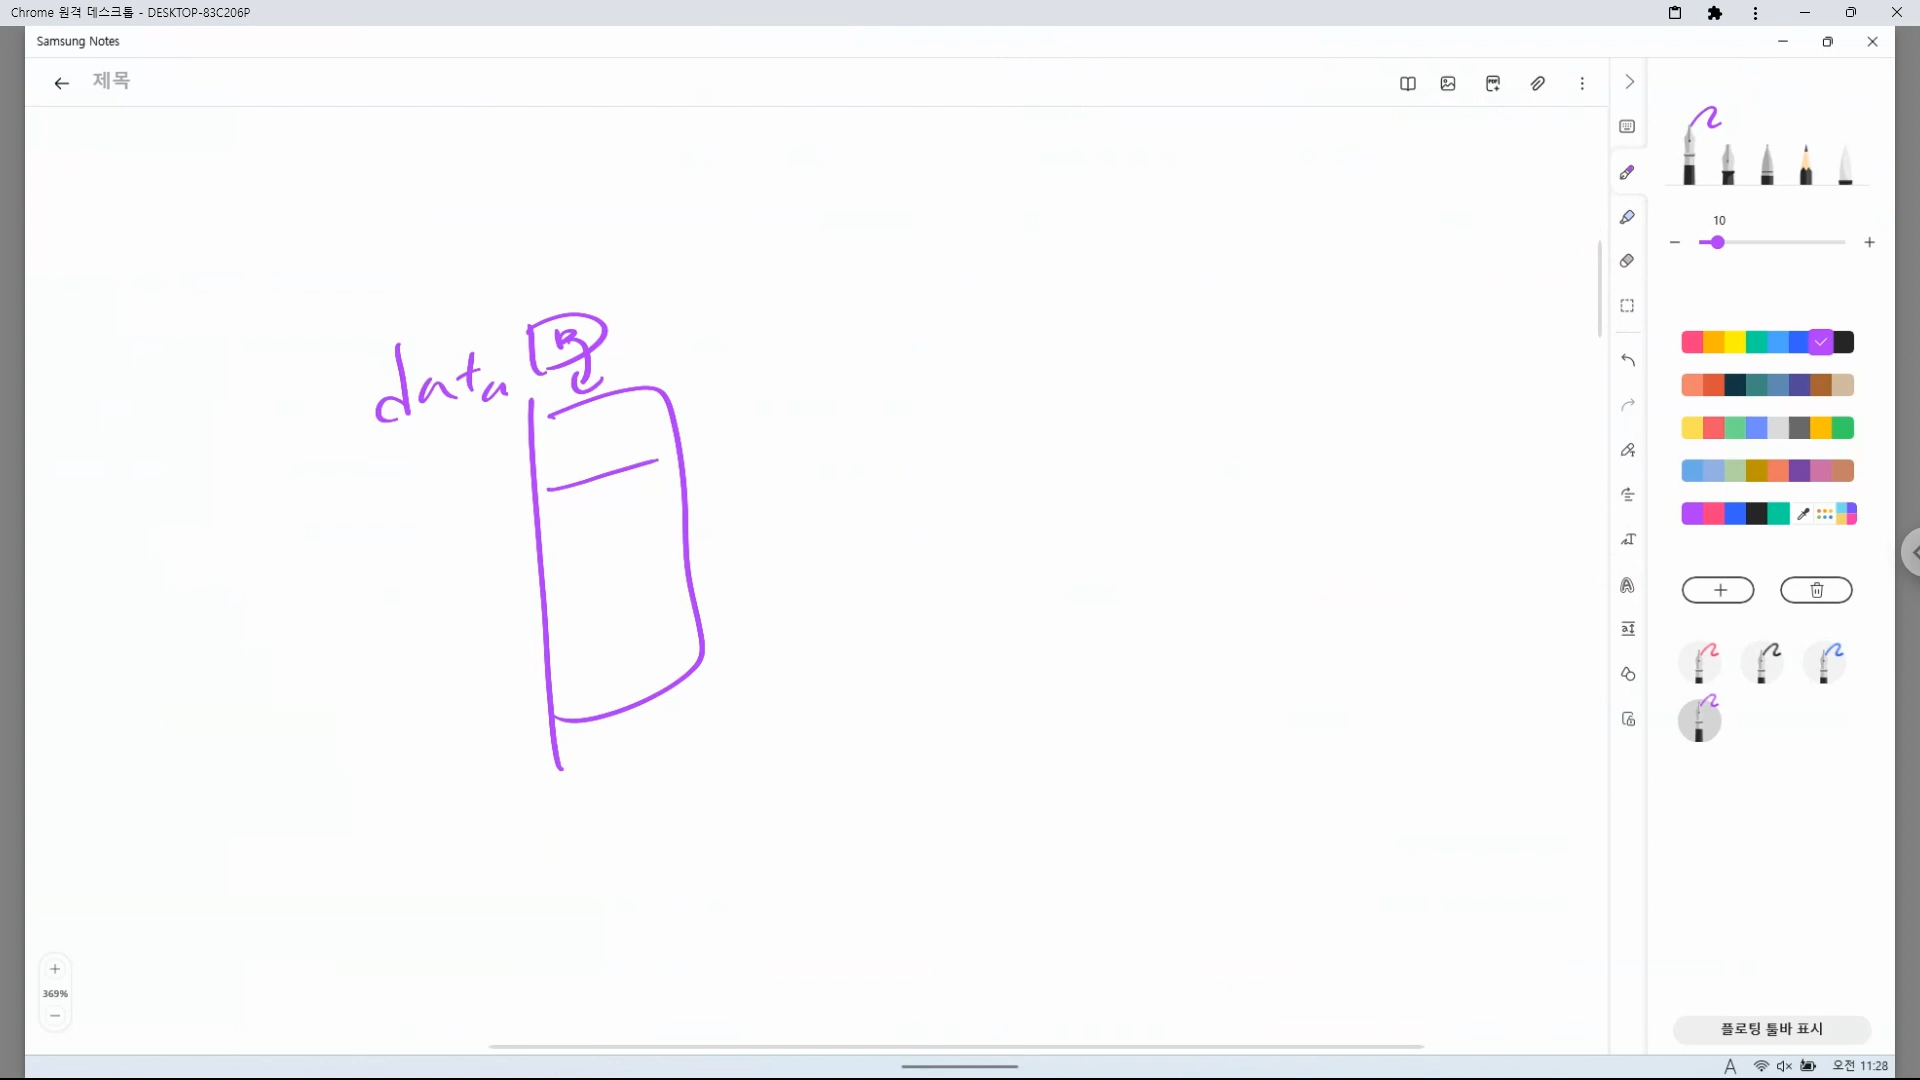 Chrome 원격 데스크톱 - DESKTOP-83C206P
Samsung Notes
제목
10
data
369%
플로팅 툴바 표시
A 오전 11:28